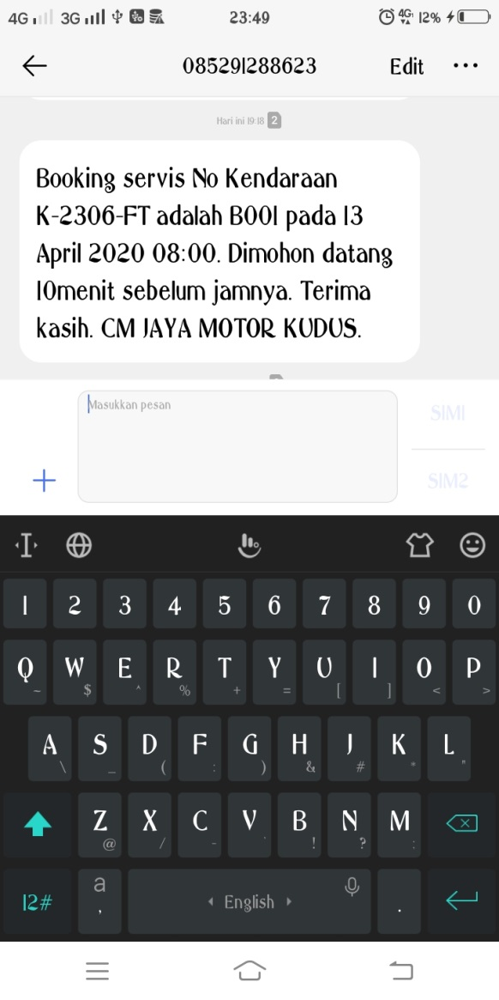 4G 3G 23:49 4G 12%
085291288623 Edit ...
Hari ini 19:18 2
Booking servis No Kendaraan
K-2306-FT adalah B001 pada 13
April 2020 08:00. Dimohon datang
10menit sebelum jamnya. Terima
kasih. CM JAYA MOTOR KUDUS.
Masukkan pesan
SIM1
SIM2
1 2 3 4 5 6 7 8 9 0
Q W E R T Y U I O P
~ $ ^ % + = [ ] < >
A S D F G H J K L
\ _ ( : ) & # * "
Z X C V B N M
@ / - ' ! ? ;
12# a , English .